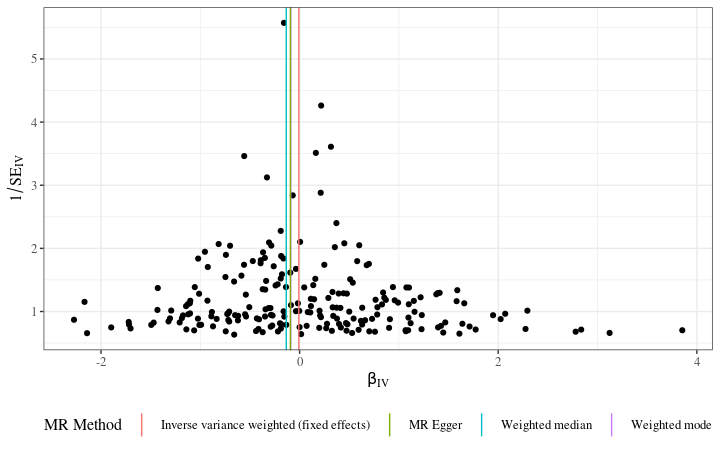 5
4
3
2
1
1/SE_IV
-2
0
2
4
β_IV
MR Method
Inverse variance weighted (fixed effects)
MR Egger
Weighted median
Weighted mode